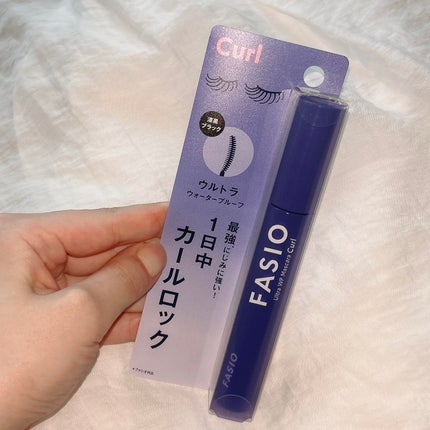 Curl
漆黒
ブラック
ウルトラ
ウォータープルーフ
最強にじみに強い!
1日中
カールロック
FASIO
Ultra WP Mascara Curl
FASIO